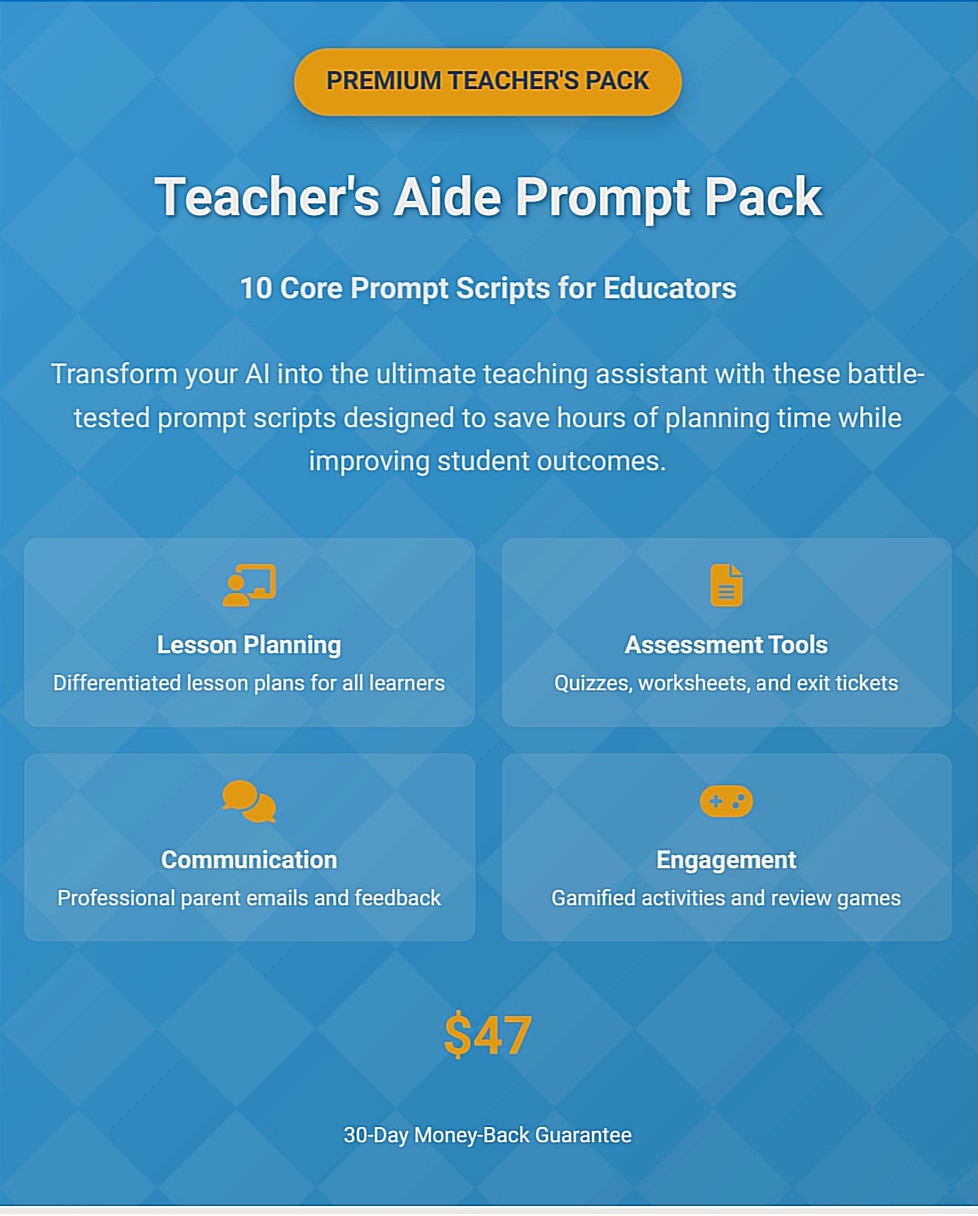 PREMIUM TEACHER'S PACK
Teacher's Aide Prompt Pack
10 Core Prompt Scripts for Educators
Transform your AI into the ultimate teaching assistant with these battle-
tested prompt scripts designed to save hours of planning time while
improving student outcomes.
Lesson Planning
Differentiated lesson plans for all learners
Assessment Tools
Quizzes, worksheets, and exit tickets
Communication
Professional parent emails and feedback
Engagement
Gamified activities and review games
$47
30-Day Money-Back Guarantee